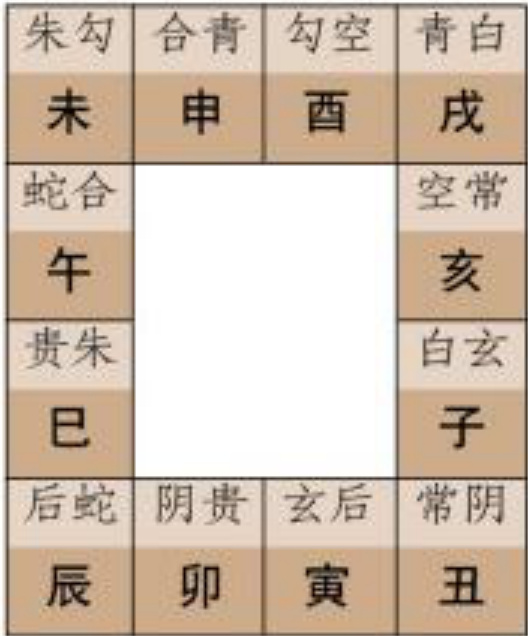 朱勾 合青 勾空 青白
未 申 酉 戌
蛇合 空常
午 亥
贵朱 白玄
巳 子
后蛇 阴贵 玄后 常阴
辰 卯 寅 丑